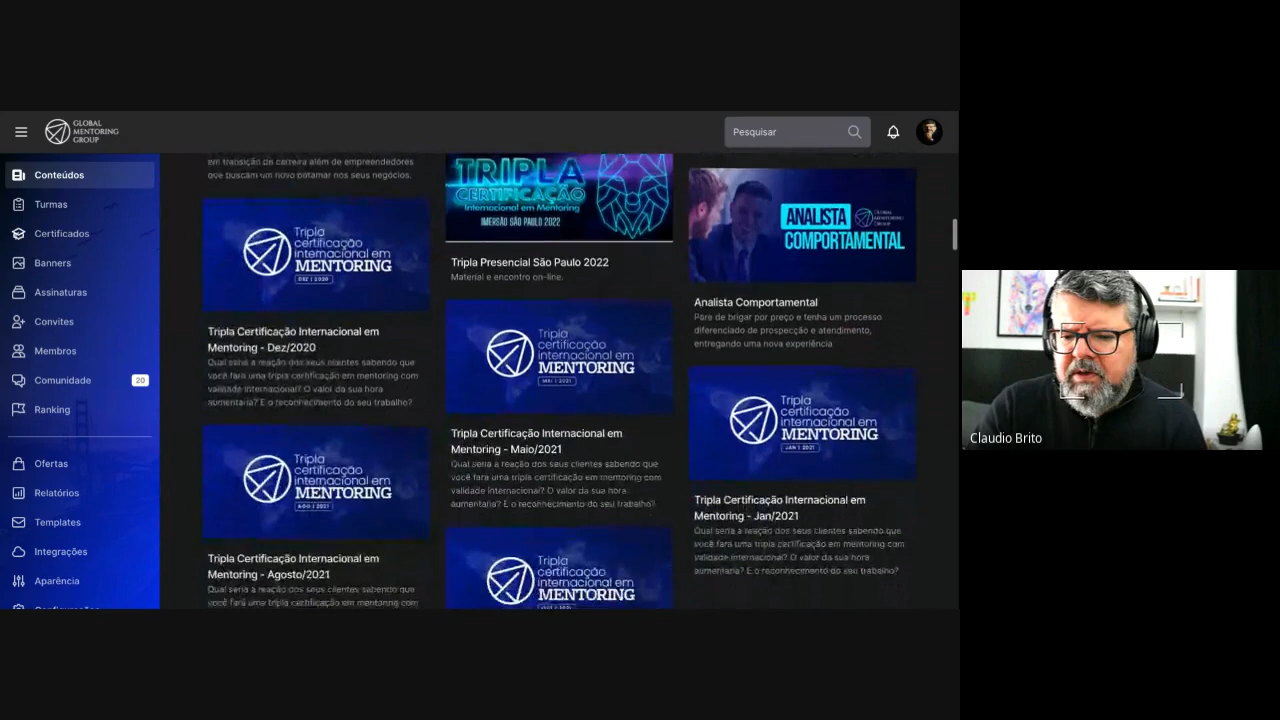 GLOBAL
MENTORING
GROUP
Pesquisar
Conteúdos
Turmas
Certificados
Banners
Assinaturas
Convites
Membros
Comunidade
20
Ranking
Ofertas
Relatórios
Templates
Integrações
Aparência
Configurações
em transição de carreira além de empreendedores
que buscam um novo patamar nos seus negócios.
Tripla
certificação
internacional em
MENTORING
DEZ | 2020
Tripla Certificação Internacional em
Mentoring - Dez/2020
Qual seria a reação dos seus clientes sabendo que
você fara uma tripla certificação em mentoring com
validade internacional? O valor da sua hora
aumentaria? E o reconhecimento do seu trabalho?
Tripla
certificação
internacional em
MENTORING
AGO | 2021
Tripla Certificação Internacional em
Mentoring - Agosto/2021
Qual seria a reação dos seus clientes sabendo que
você fara uma tripla certificação em mentoring com
TRIPLA
CERTIFICAÇÃO
Internacional em Mentoring
IMERSÃO SÃO PAULO 2022
Tripla Presencial São Paulo 2022
Material e encontro on-line.
Tripla
certificação
internacional em
MENTORING
MAI | 2021
Tripla Certificação Internacional em
Mentoring - Maio/2021
Qual seria a reação dos seus clientes sabendo que
você fara uma tripla certificação em mentoring com
validade internacional? O valor da sua hora
aumentaria? E o reconhecimento do seu trabalho?
Tripla
certificação
internacional em
MENTORING
ANALISTA
COMPORTAMENTAL
Analista Comportamental
Pare de brigar por preço e tenha um processo
diferenciado de prospecção e atendimento,
entregando uma nova experiência
Tripla
certificação
internacional em
MENTORING
JAN | 2021
Tripla Certificação Internacional em
Mentoring - Jan/2021
Qual seria a reação dos seus clientes sabendo que
você fara uma tripla certificação em mentoring com
validade internacional? O valor da sua hora
aumentaria? E o reconhecimento do seu trabalho?
Claudio Brito